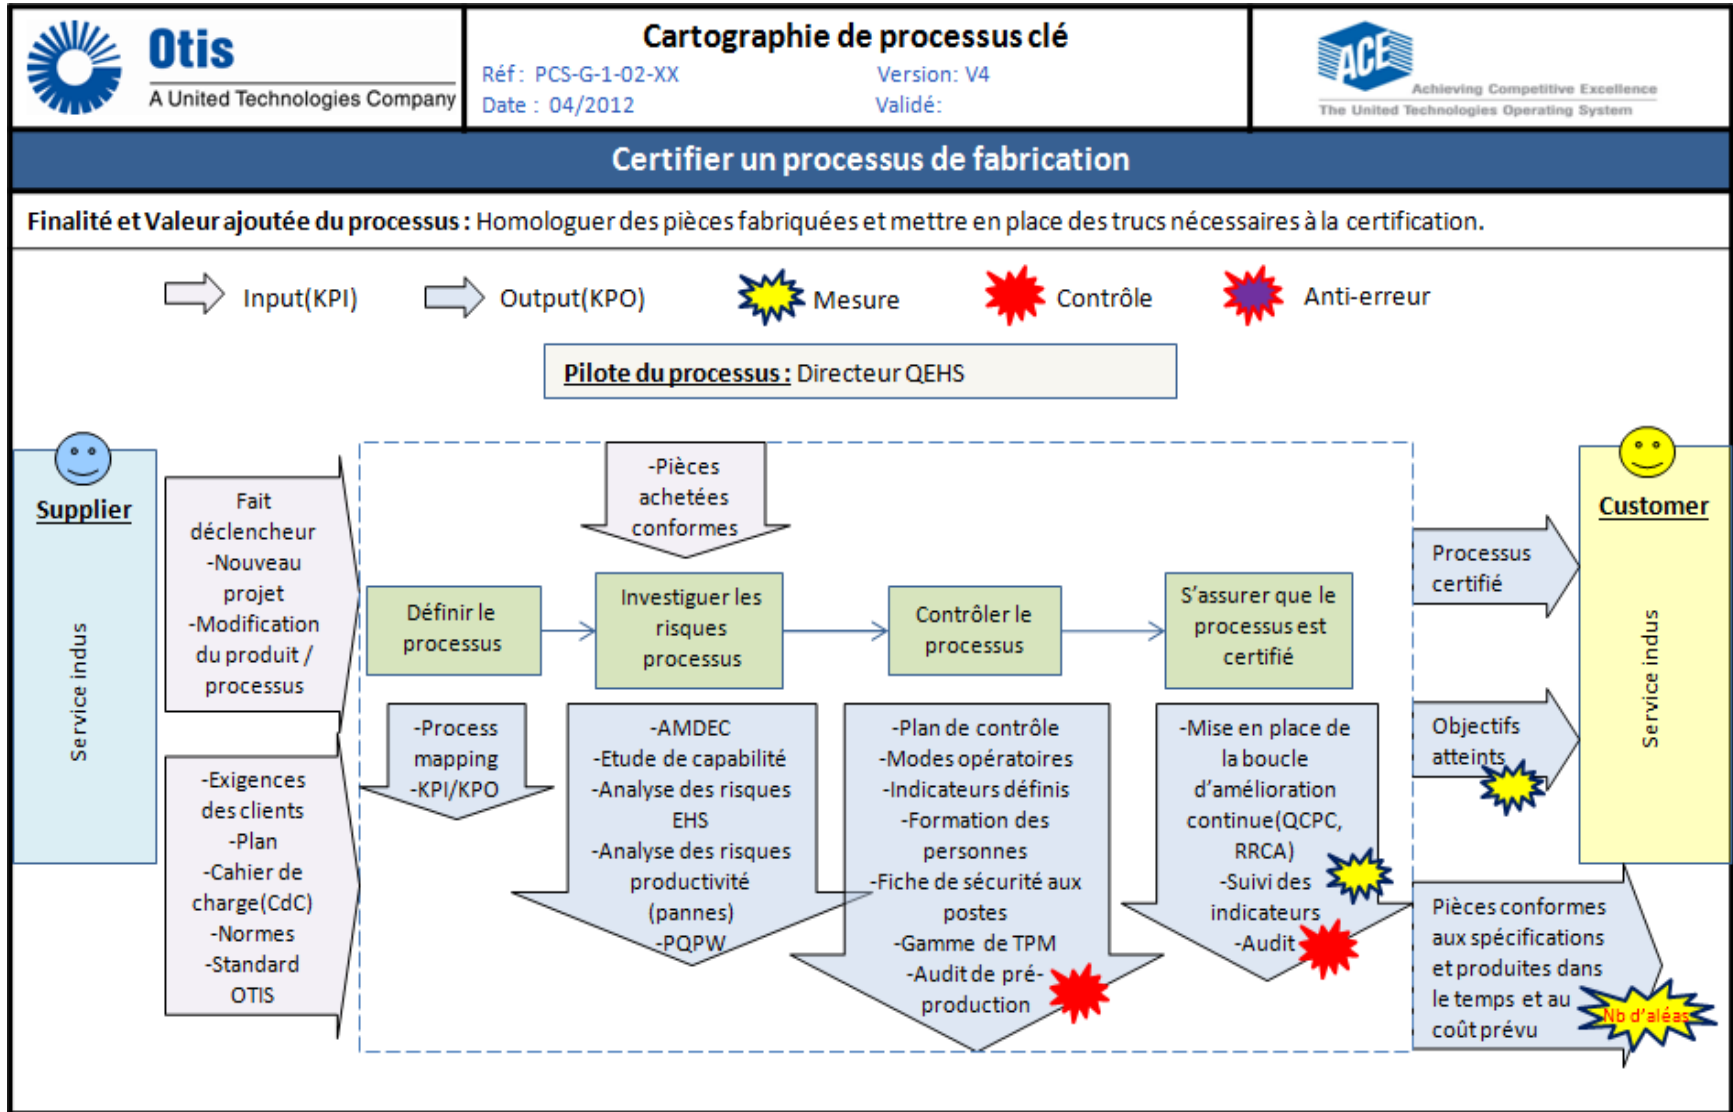 Otis
A United Technologies Company
Cartographie de processus clé
Réf : PCS-G-1-02-XX
Version: V4
Date : 04/2012
Validé:
ACE
Achieving Competitive Excellence
The United Technologies Operating System
Certifier un processus de fabrication
Finalité et Valeur ajoutée du processus : Homologuer des pièces fabriquées et mettre en place des trucs nécessaires à la certification.
Input(KPI)
Output(KPO)
Mesure
Contrôle
Anti-erreur
Pilote du processus : Directeur QEHS
Supplier
Service indus
Fait
déclencheur
-Nouveau
projet
-Modification
du produit /
processus
-Exigences
des clients
-Plan
-Cahier de
charge(CdC)
-Normes
-Standard
OTIS
-Pièces
achetées
conformes
Définir le
processus
Investiguer les
risques
processus
Contrôler le
processus
S'assurer que le
processus est
certifié
-Process
mapping
-KPI/KPO
-AMDEC
-Etude de capabilité
-Analyse des risques
EHS
-Analyse des risques
productivité
(pannes)
-PQPW
-Plan de contrôle
-Modes opératoires
-Indicateurs définis
-Formation des
personnes
-Fiche de sécurité aux
postes
-Gamme de TPM
-Audit de pré-
production
-Mise en place de
la boucle
d'amélioration
continue(QCPC,
RRCA)
-Suivi des
indicateurs
-Audit
Processus
certifié
Objectifs
atteints
Pièces conformes
aux spécifications
et produites dans
le temps et au
coût prévu
Nb d'aléas
Customer
Service indus